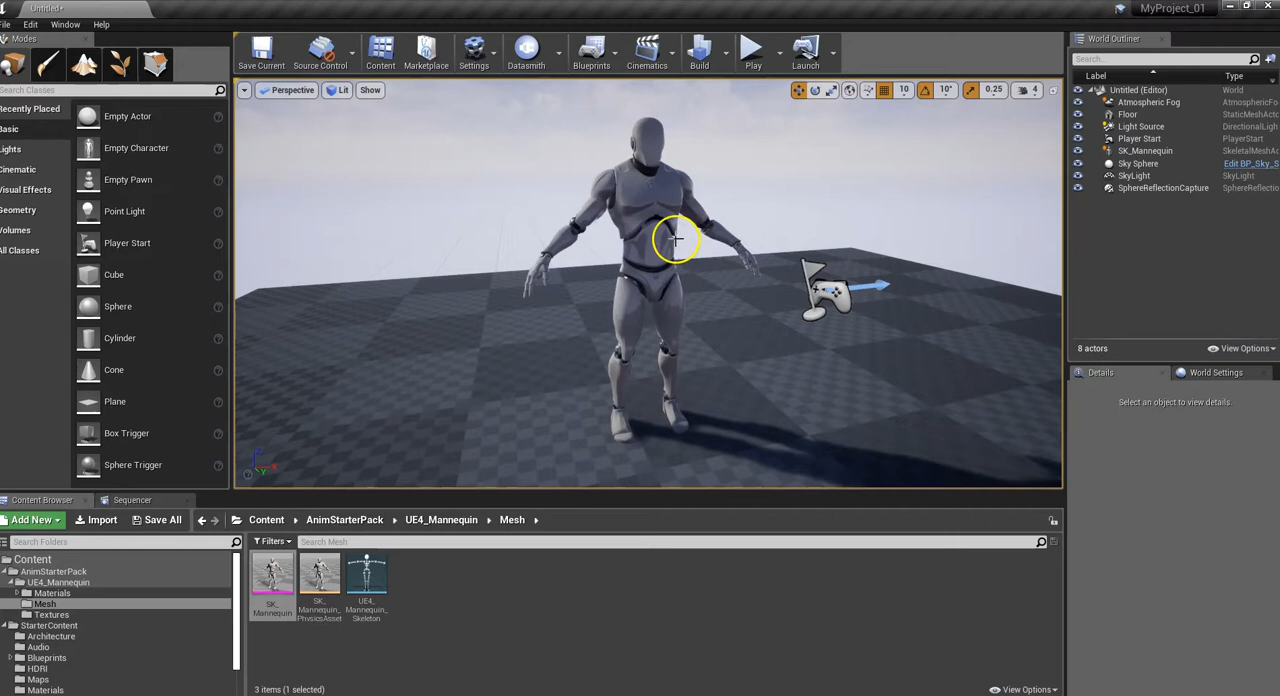 Untitled*
MyProject_01
File Edit Window Help
Modes
Search Classes
Recently Placed
Basic
Lights
Cinematic
Visual Effects
Geometry
Volumes
All Classes
Empty Actor
Empty Character
Empty Pawn
Point Light
Player Start
Cube
Sphere
Cylinder
Cone
Plane
Box Trigger
Sphere Trigger
Save Current Source Control Content Marketplace Settings Datasmith Blueprints Cinematics Build Play Launch
Perspective Lit Show 10 10° 0.25 4
World Outliner
Search...
Label Type
Untitled (Editor) World
Atmospheric Fog AtmosphericFo
Floor StaticMeshActo
Light Source DirectionalLigh
Player Start PlayerStart
SK_Mannequin SkeletalMeshAc
Sky Sphere Edit BP_Sky_S
SkyLight SkyLight
SphereReflectionCapture SphereReflectio
8 actors View Options
Details World Settings
Select an object to view details.
Z X Y
Content Browser Sequencer
Add New Import Save All Content AnimStarterPack UE4_Mannequin Mesh
Search Folders
Filters Search Mesh
Content
AnimStarterPack
UE4_Mannequin
Materials
Mesh
Textures
StarterContent
Architecture
Audio
Blueprints
HDRI
Maps
Materials
SK_
Mannequin
SK_
Mannequin_
PhysicsAsset
UE4_
Mannequin_
Skeleton
3 items (1 selected) View Options